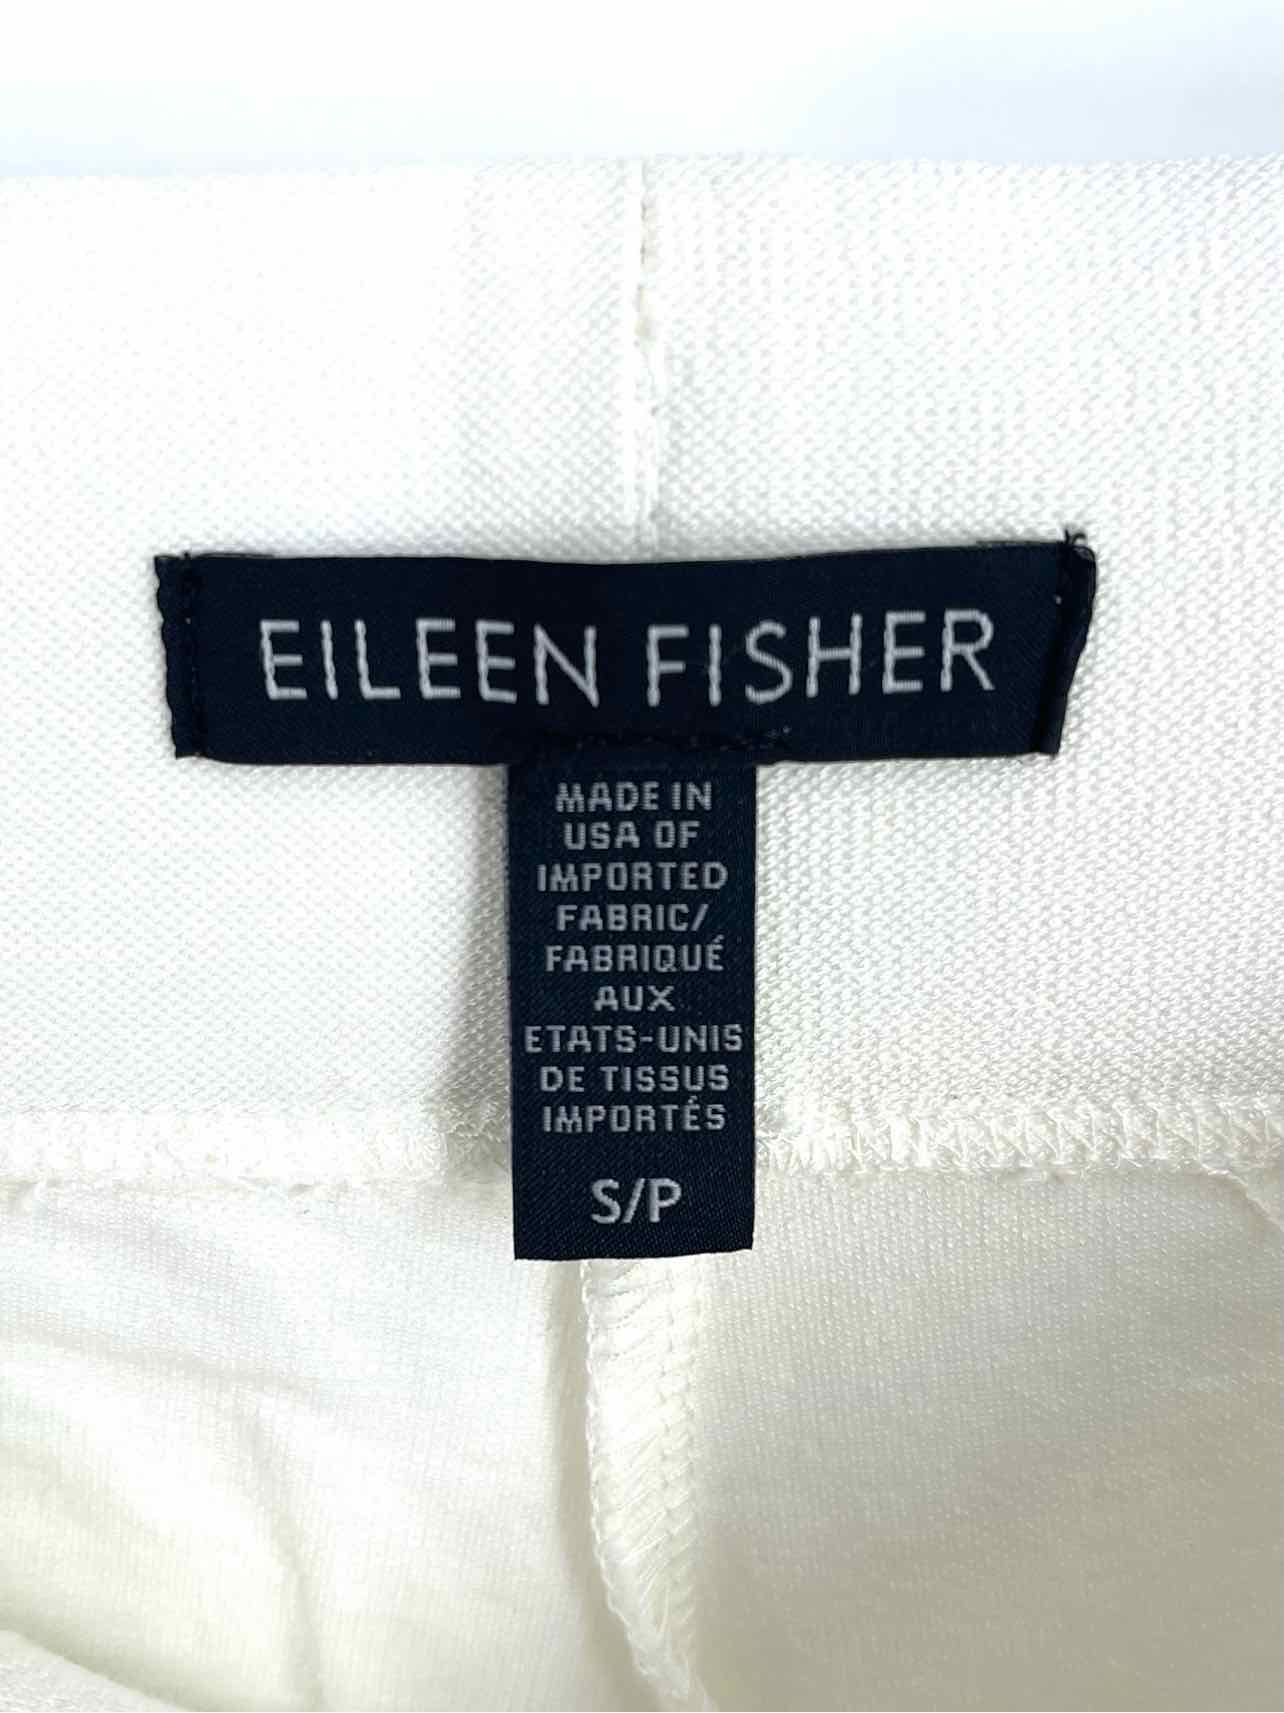 EILEEN FISHER
MADE IN
USA OF
IMPORTED
FABRIC/
FABRIQUÉ
AUX
ETATS-UNIS
DE TISSUS
IMPORTÉS
S/P